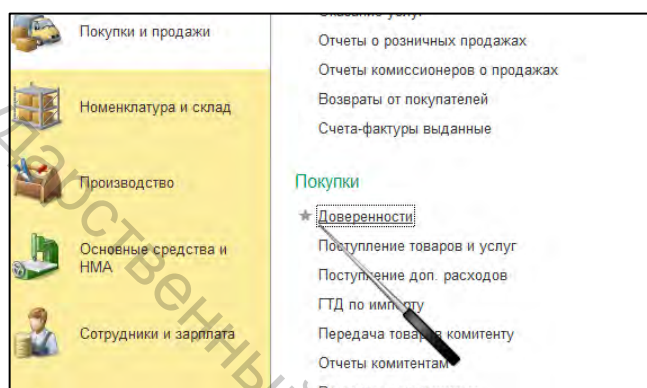 Покупки и продажи
Номенклатура и склад
Производство
Основные средства и
НМА
Сотрудники и зарплата
Отчеты о розничных продажах
Отчеты комиссионеров о продажах
Возвраты от покупателей
Счета-фактуры выданные
Покупки
Доверенности
Поступление товаров и услуг
Поступление доп. расходов
ГТД по импорту
Передача товаров комитенту
Отчеты комитентам